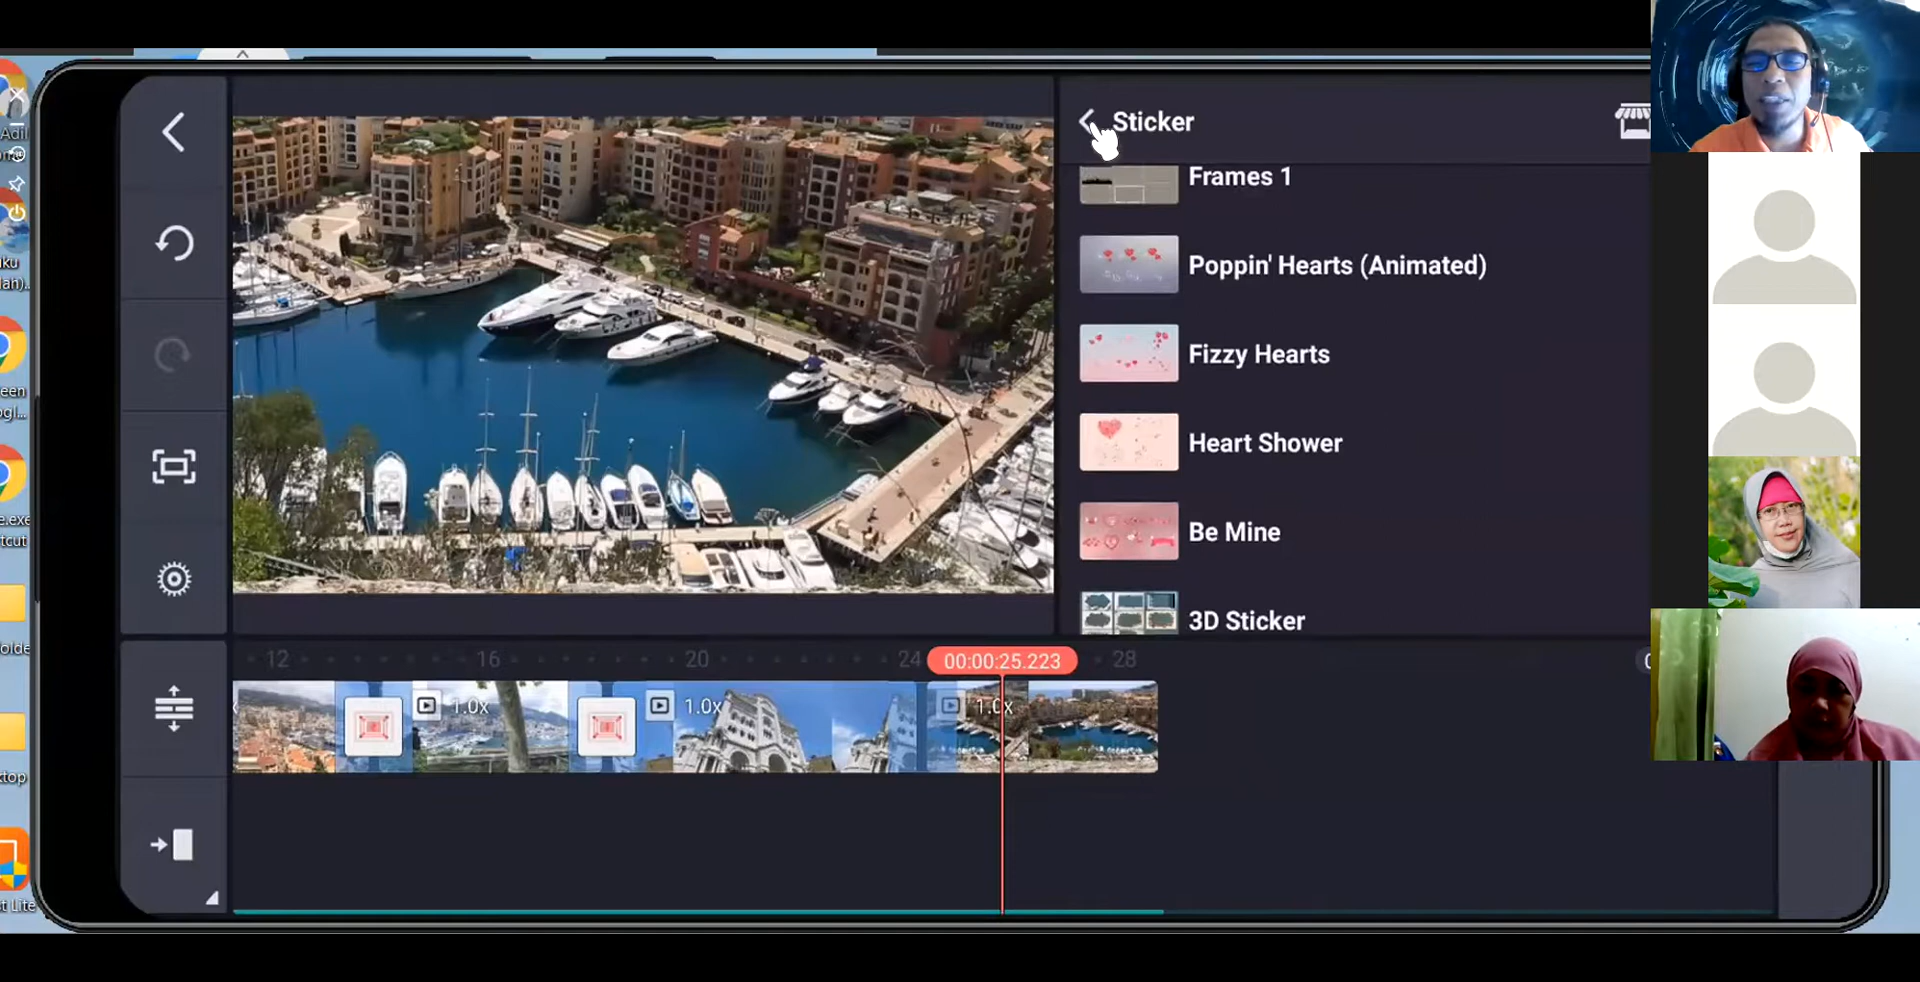 Sticker
Frames 1
Poppin' Hearts (Animated)
Fizzy Hearts
Heart Shower
Be Mine
3D Sticker
12
16
20
24
00:00:25.223
28
1.0x
1.0x
1.0x
Adil